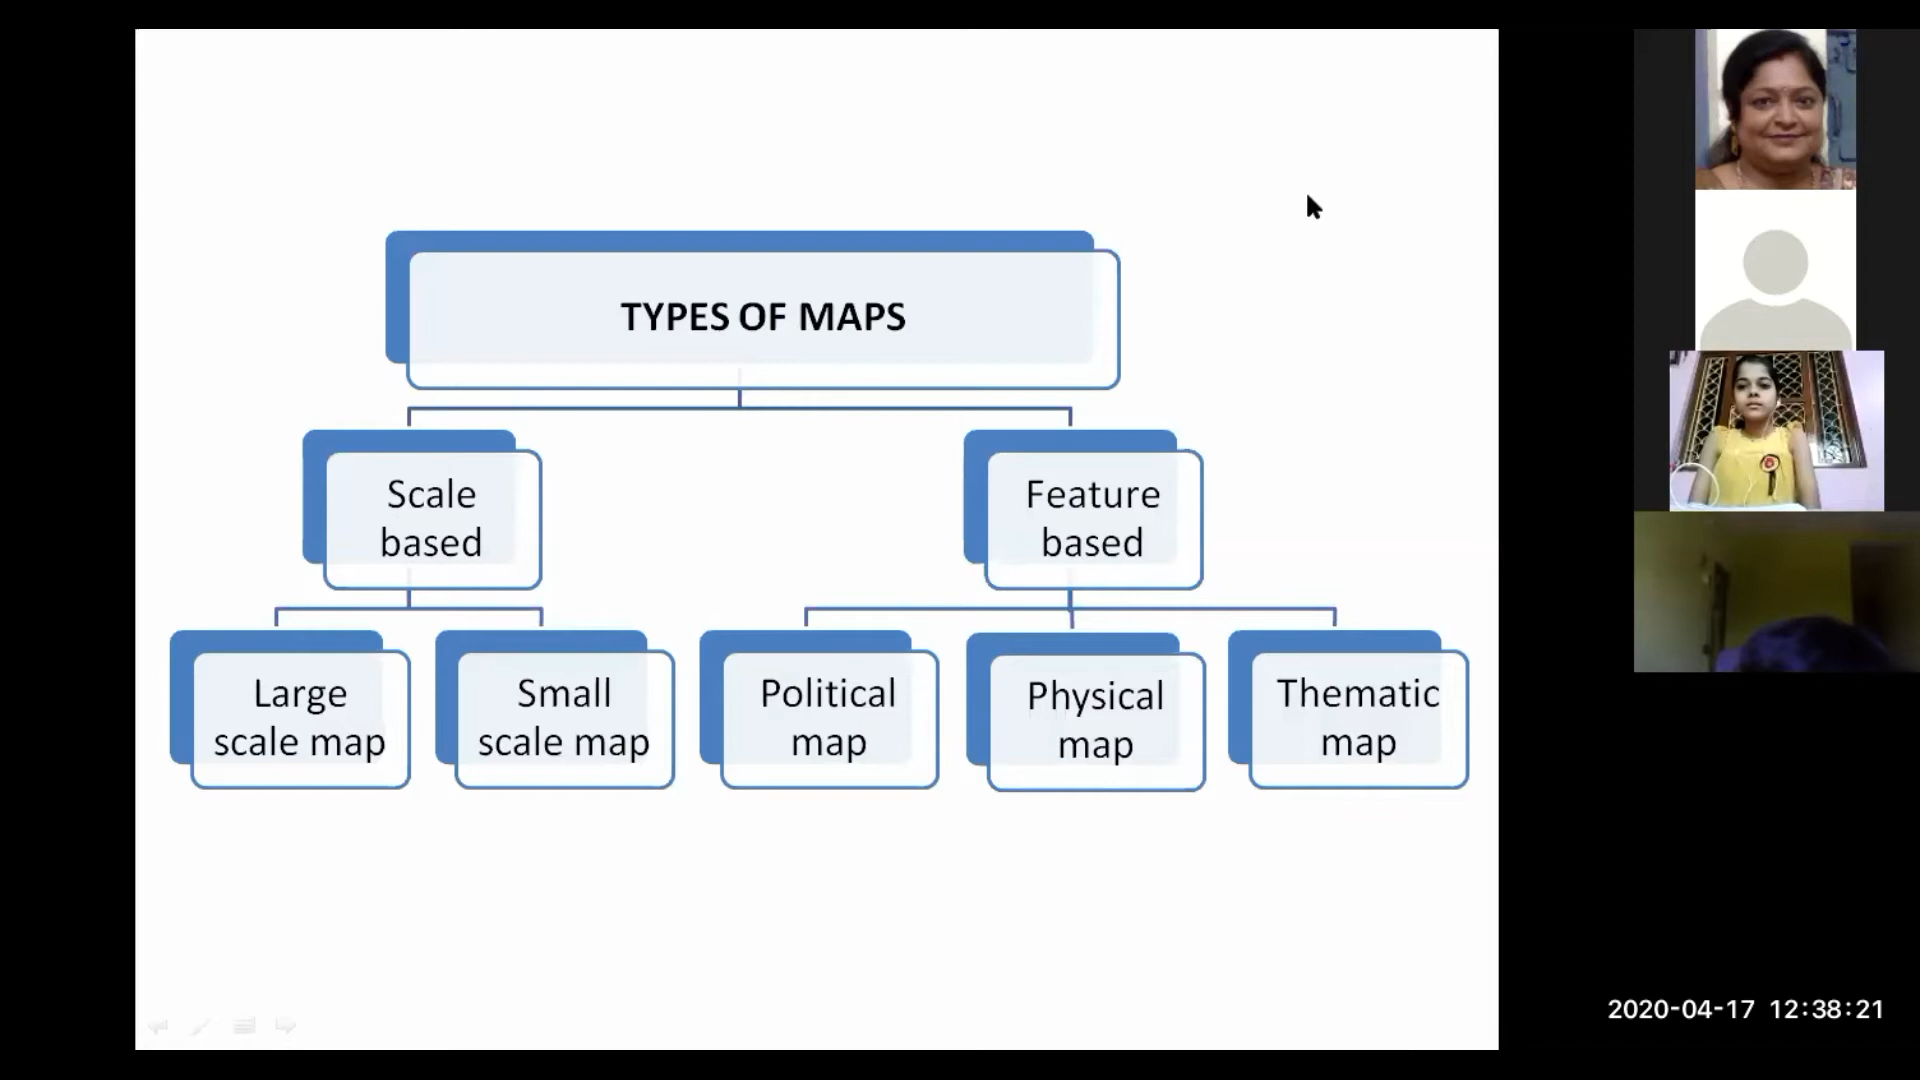 TYPES OF MAPS
Scale
based
Feature
based
Large
scale map
Small
scale map
Political
map
Physical
map
Thematic
map
2020-04-17 12:38:21